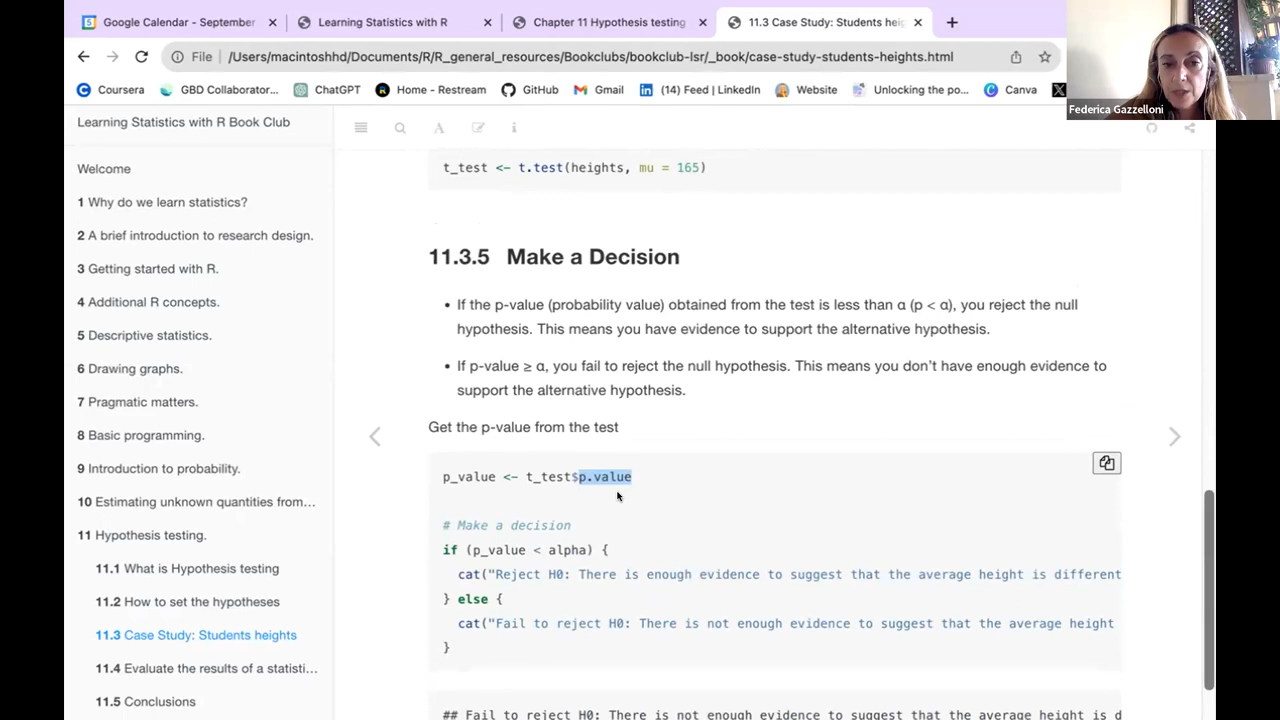 Google Calendar - September
Learning Statistics with R
Chapter 11 Hypothesis testing
11.3 Case Study: Students heig
File
/Users/macintoshhd/Documents/R/R_general_resources/Bookclubs/bookclub-lsr/_book/case-study-students-heights.html
Coursera
GBD Collaborator...
ChatGPT
Home - Restream
GitHub
Gmail
(14) Feed | LinkedIn
Website
Unlocking the po...
Canva
Federica Gazzelloni
Learning Statistics with R Book Club
Welcome
1 Why do we learn statistics?
2 A brief introduction to research design.
3 Getting started with R.
4 Additional R concepts.
5 Descriptive statistics.
6 Drawing graphs.
7 Pragmatic matters.
8 Basic programming.
9 Introduction to probability.
10 Estimating unknown quantities from...
11 Hypothesis testing.
11.1 What is Hypothesis testing
11.2 How to set the hypotheses
11.3 Case Study: Students heights
11.4 Evaluate the results of a statisti...
11.5 Conclusions
t_test <- t.test(heights, mu = 165)
11.3.5 Make a Decision
• If the p-value (probability value) obtained from the test is less than α (p < α), you reject the null
hypothesis. This means you have evidence to support the alternative hypothesis.
• If p-value ≥ α, you fail to reject the null hypothesis. This means you don't have enough evidence to
support the alternative hypothesis.
Get the p-value from the test
p_value <- t_test$p.value
# Make a decision
if (p_value < alpha) {
cat("Reject H0: There is enough evidence to suggest that the average height is different
} else {
cat("Fail to reject H0: There is not enough evidence to suggest that the average height
}
## Fail to reject H0: There is not enough evidence to suggest that the average height is d